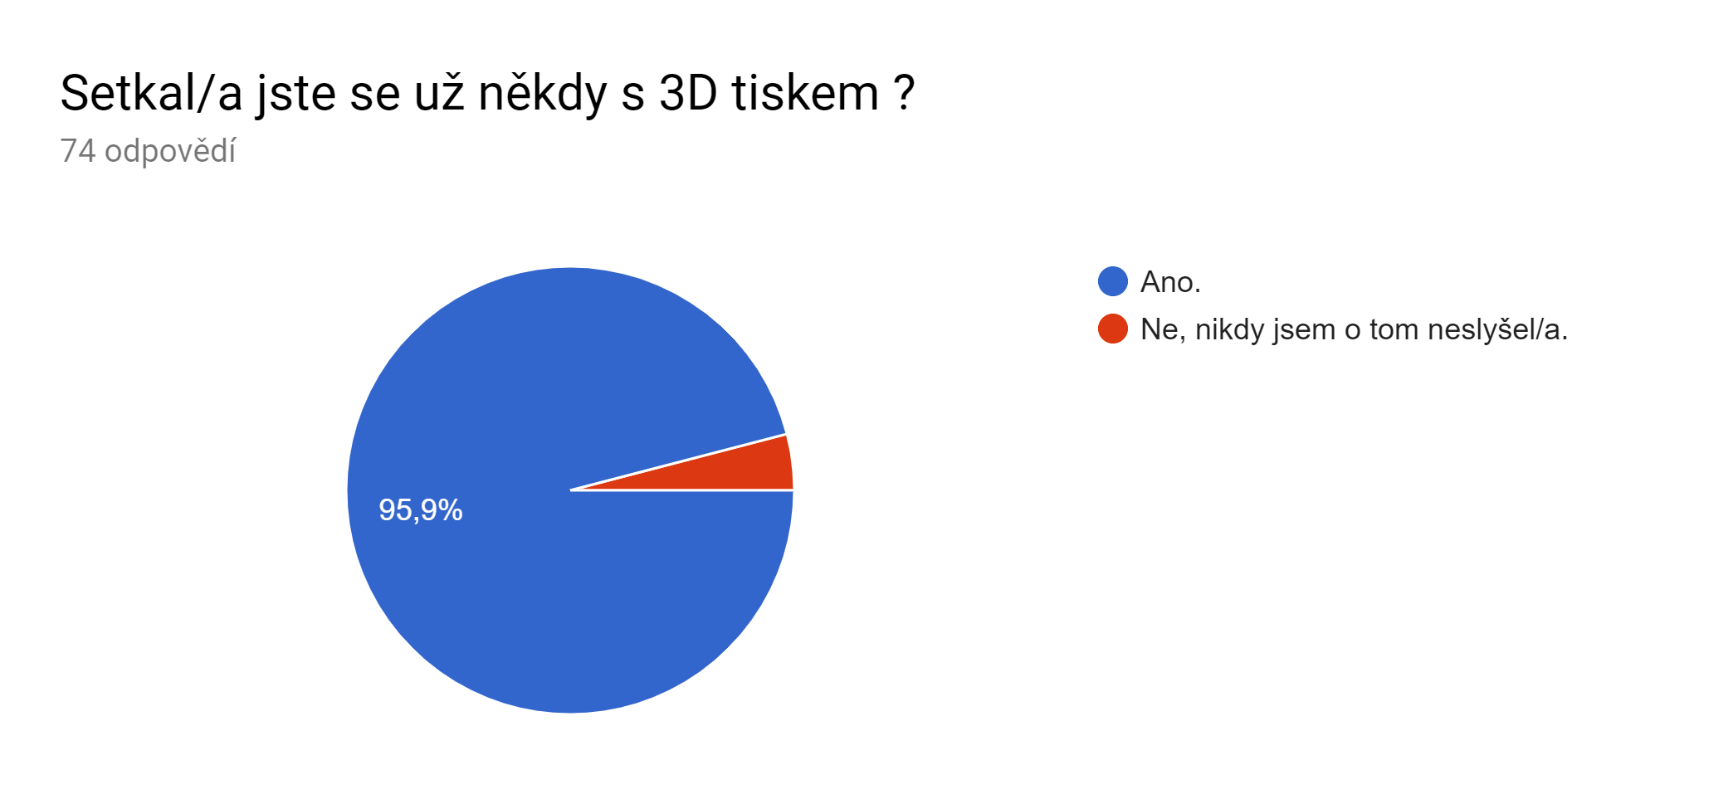 Setkal/a jste se už někdy s 3D tiskem ?
74 odpovědí
Ano.
Ne, nikdy jsem o tom neslyšel/a.
95,9%